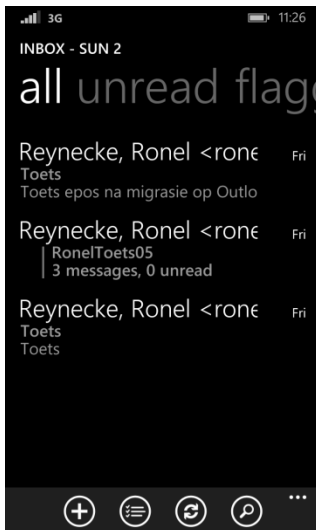 3G 11:26
INBOX - SUN 2
all unread flagg
Reynecke, Ronel <rone Fri
Toets
Toets epos na migrasie op Outlo
Reynecke, Ronel <rone Fri
RonelToets05
3 messages, 0 unread
Reynecke, Ronel <rone Fri
Toets
Toets